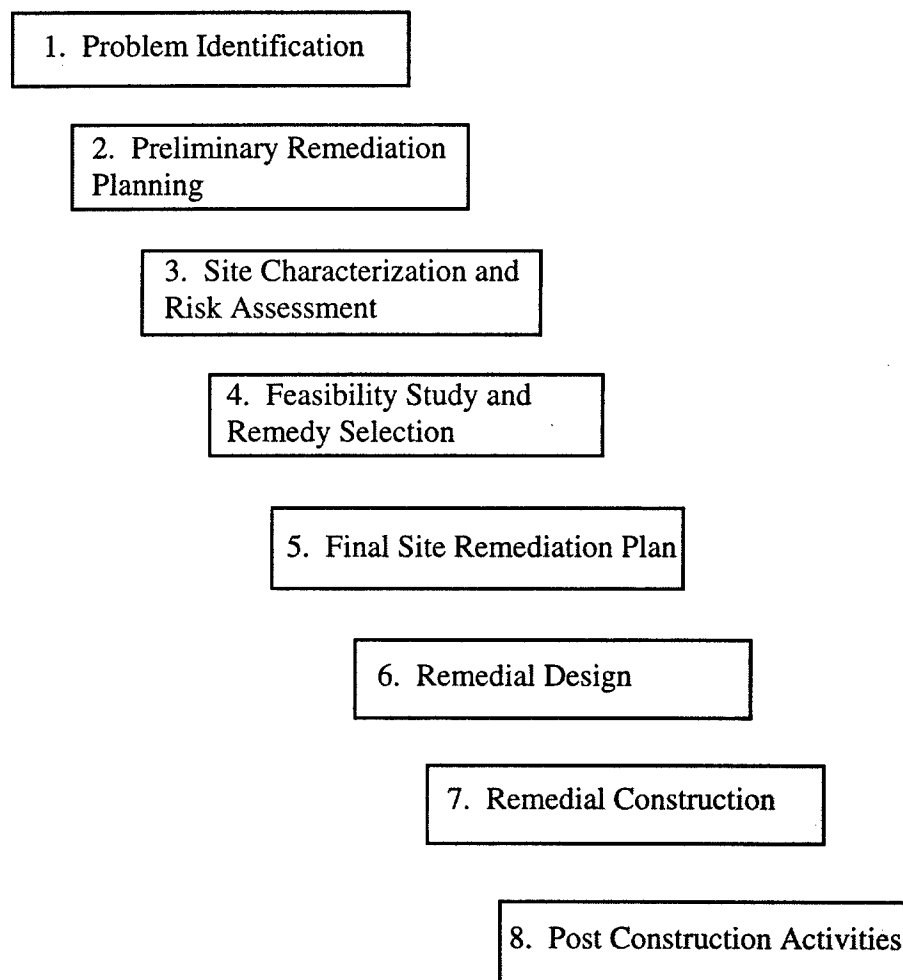 1. Problem Identification
2. Preliminary Remediation
Planning
3. Site Characterization and
Risk Assessment
4. Feasibility Study and
Remedy Selection
5. Final Site Remediation Plan
6. Remedial Design
7. Remedial Construction
8. Post Construction Activities